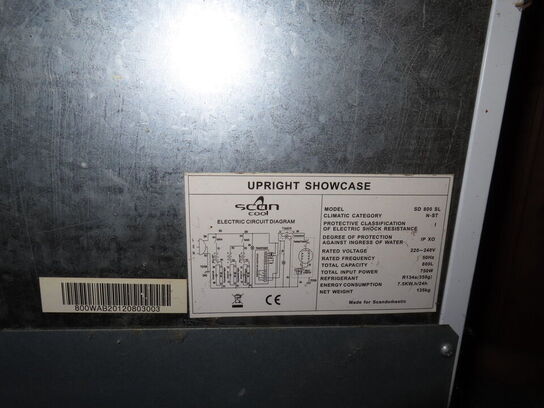 UPRIGHT SHOWCASE
scan
cool
ELECTRIC CIRCUIT DIAGRAM
MODEL SD 800 SL
CLIMATIC CATEGORY N-ST
PROTECTIVE CLASSIFICATION I
OF ELECTRIC SHOCK RESISTANCE
DEGREE OF PROTECTION IP XO
AGAINST INGRESS OF WATER
RATED VOLTAGE 220~240V
RATED FREQUENCY 50Hz
TOTAL CAPACITY 800L
TOTAL INPUT POWER 750W
REFRIGERANT R134a(350g)
ENERGY CONSUMPTION 7.5KW.h/24h
NET WEIGHT 135kg
Made for Scandomestic
CE
800WAB20120803003